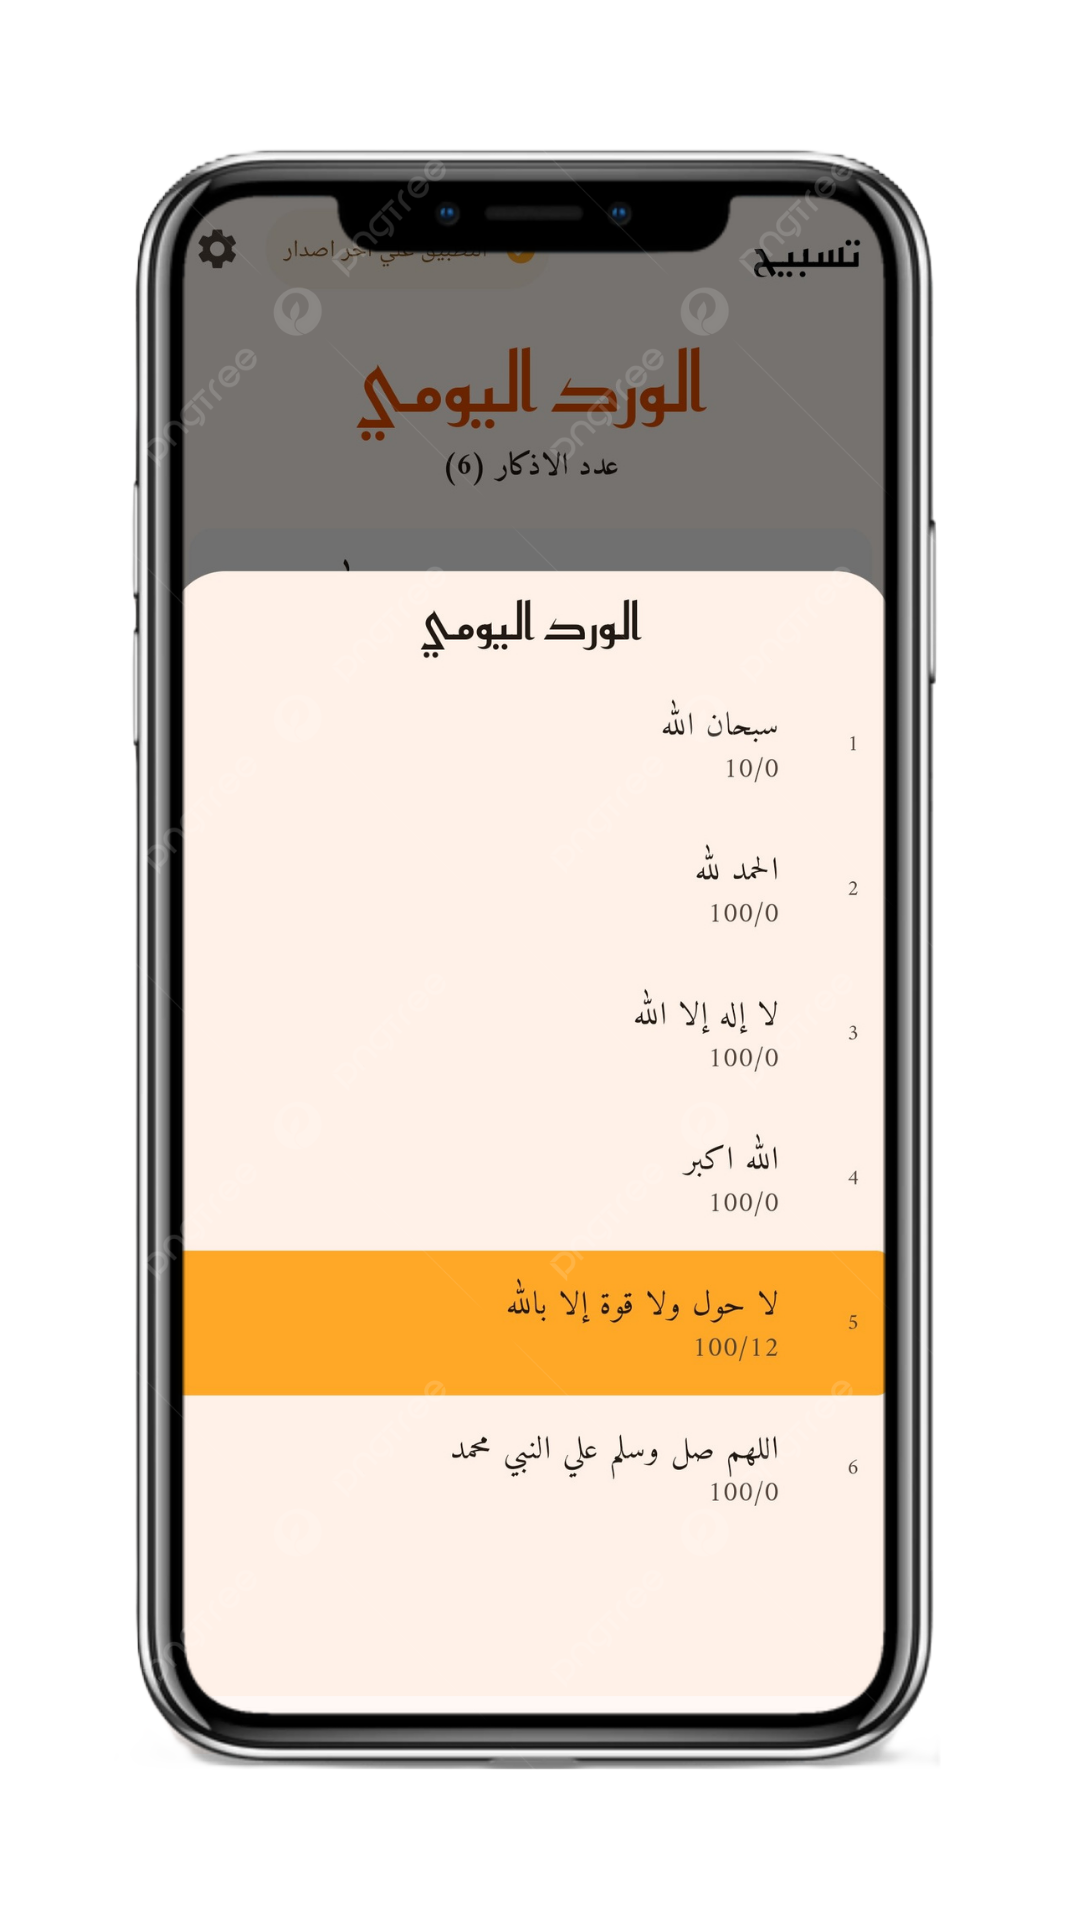 تسبيح
التطبيق علي اخر اصدار
الورد اليومي
عدد الاذكار (6)
الورد اليومي
1
سبحان الله
10/0
2
الحمد لله
100/0
3
لا إله إلا الله
100/0
4
الله اكبر
100/0
5
لا حول ولا قوة إلا بالله
100/12
6
اللهم صل وسلم علي النبي محمد
100/0
pngtree